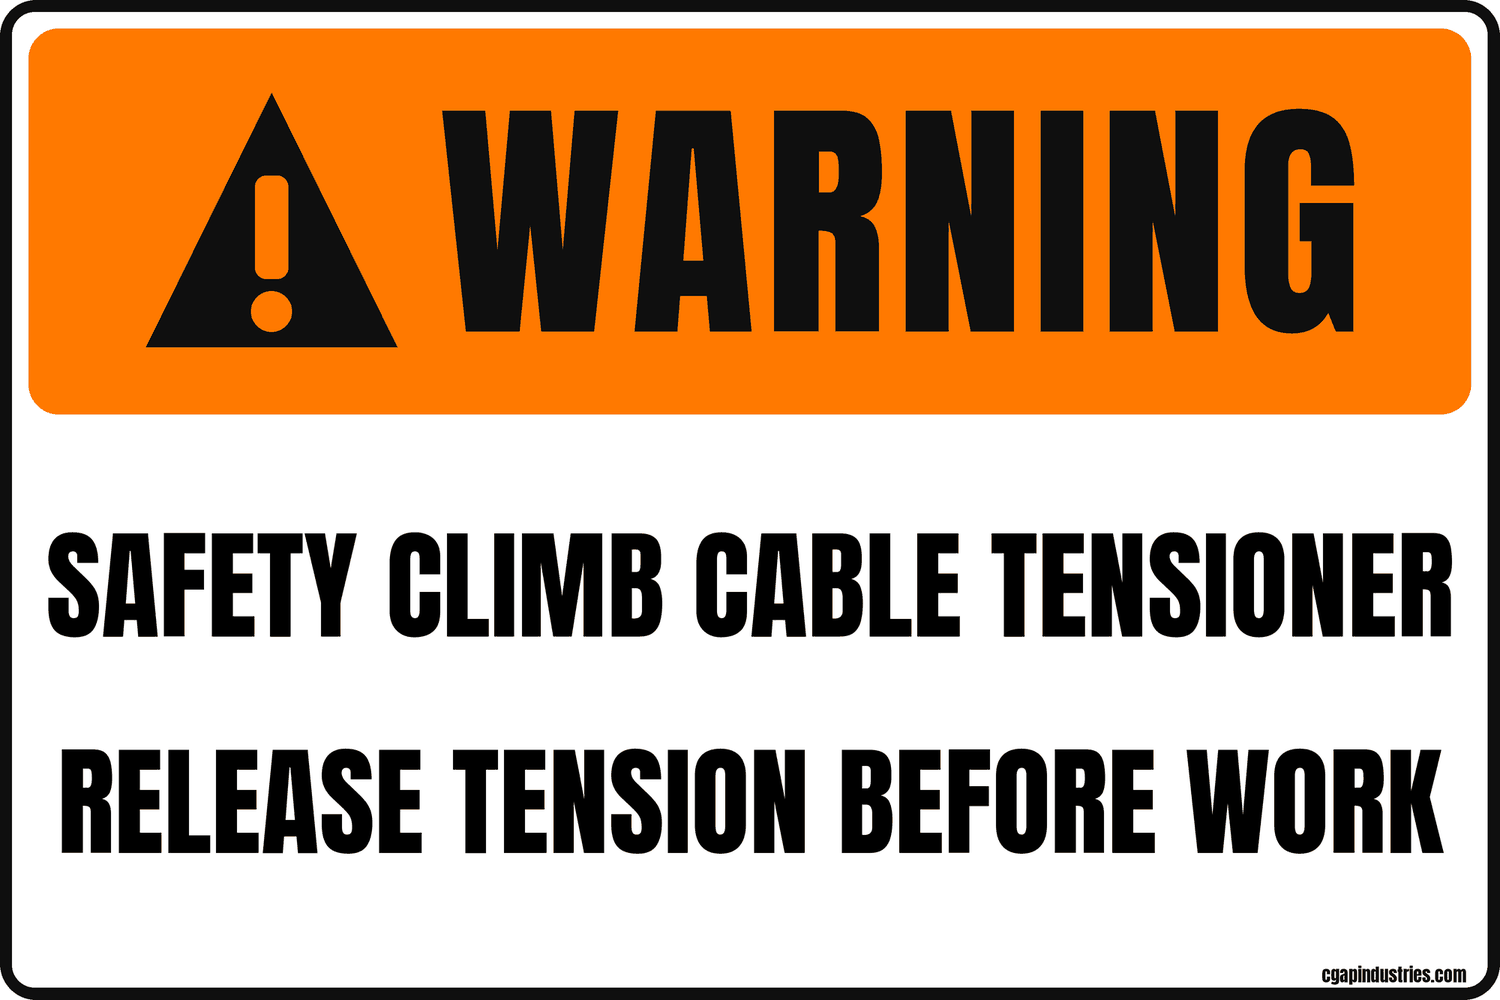 WARNING
SAFETY CLIMB CABLE TENSIONER
RELEASE TENSION BEFORE WORK
cgapindustries.com